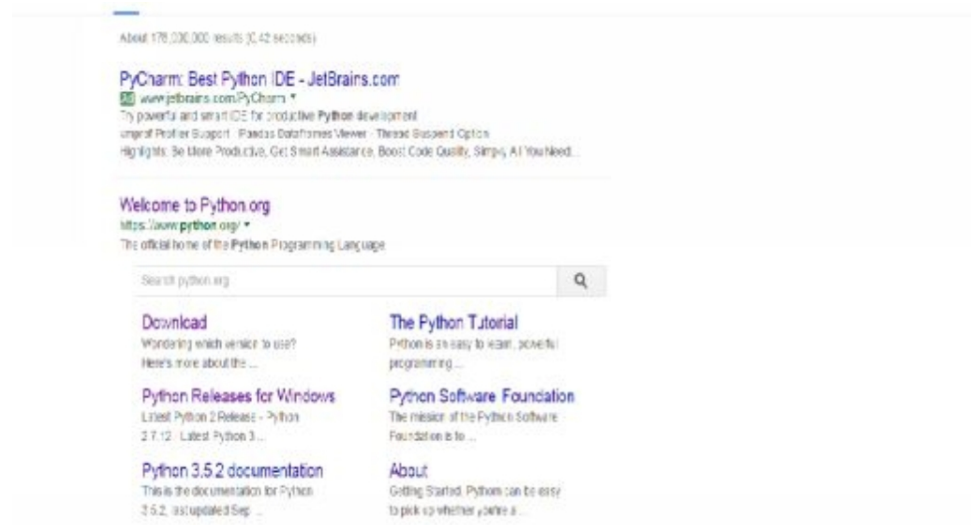 About 178,000,000 results (0.42 seconds)
PyCharm: Best Python IDE - JetBrains.com
Ad www.jetbrains.com/PyCharm
Try powerful and smart IDE for productive Python development
vmprof Profiler Support · Pandas Dataframes Viewer · Thread Suspend Option
Highlights: Be More Productive, Get Smart Assistance, Boost Code Quality, Simply All You Need...
Welcome to Python.org
https://www.python.org/
The official home of the Python Programming Language
Search python.org
Download
Wondering which version to use?
Here's more about the ...
Python Releases for Windows
Latest Python 2 Release - Python
2.7.12 · Latest Python 3 ...
Python 3.5.2 documentation
This is the documentation for Python
3.5.2, last updated Sep ...
The Python Tutorial
Python is an easy to learn, powerful
programming ...
Python Software Foundation
The mission of the Python Software
Foundation is to ...
About
Getting Started. Python can be easy
to pick up whether you're a ...